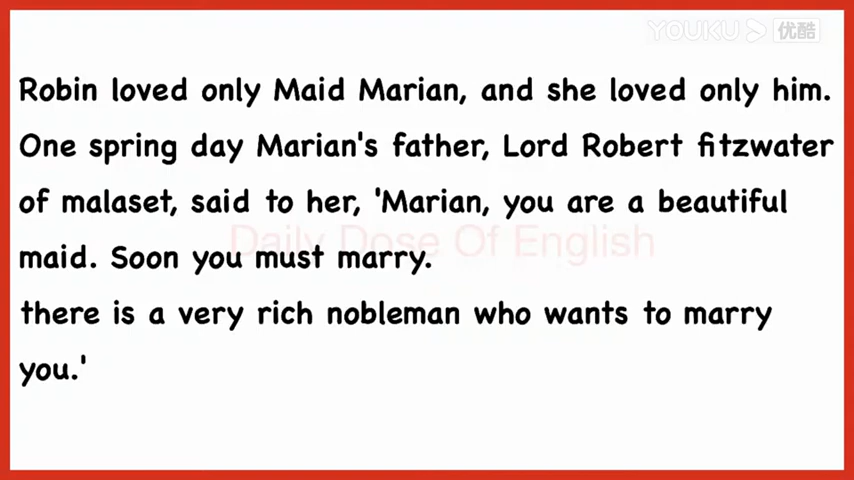 YOUKU 优酷
Robin loved only Maid Marian, and she loved only him.
One spring day Marian's father, Lord Robert fitzwater
of malaset, said to her, 'Marian, you are a beautiful
Daily Dose Of English
maid. Soon you must marry.
there is a very rich nobleman who wants to marry
you.'